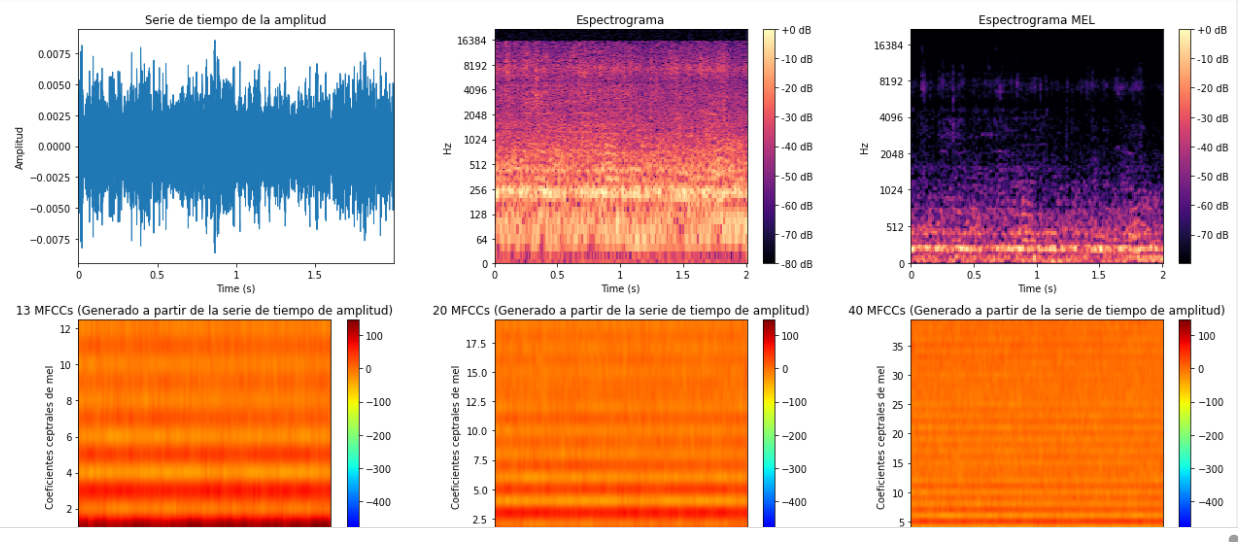 Serie de tiempo de la amplitud
Amplitud
0.0075
0.0050
0.0025
0.0000
−0.0025
−0.0050
−0.0075
0
0.5
1
1.5
Time (s)
Espectrograma
Hz
16384
8192
4096
2048
1024
512
256
128
64
0
0
0.5
1
1.5
2
Time (s)
+0 dB
-10 dB
-20 dB
-30 dB
-40 dB
-50 dB
-60 dB
-70 dB
-80 dB
Espectrograma MEL
Hz
16384
8192
4096
2048
1024
512
0
0
0.5
1
1.5
2
Time (s)
+0 dB
-10 dB
-20 dB
-30 dB
-40 dB
-50 dB
-60 dB
-70 dB
13 MFCCs (Generado a partir de la serie de tiempo de amplitud)
Coeficientes ceptrales de mel
12
10
8
6
4
2
100
0
−100
−200
−300
−400
20 MFCCs (Generado a partir de la serie de tiempo de amplitud)
Coeficientes ceptrales de mel
17.5
15.0
12.5
10.0
7.5
5.0
2.5
100
0
−100
−200
−300
−400
40 MFCCs (Generado a partir de la serie de tiempo de amplitud)
Coeficientes ceptrales de mel
35
30
25
20
15
10
5
100
0
−100
−200
−300
−400